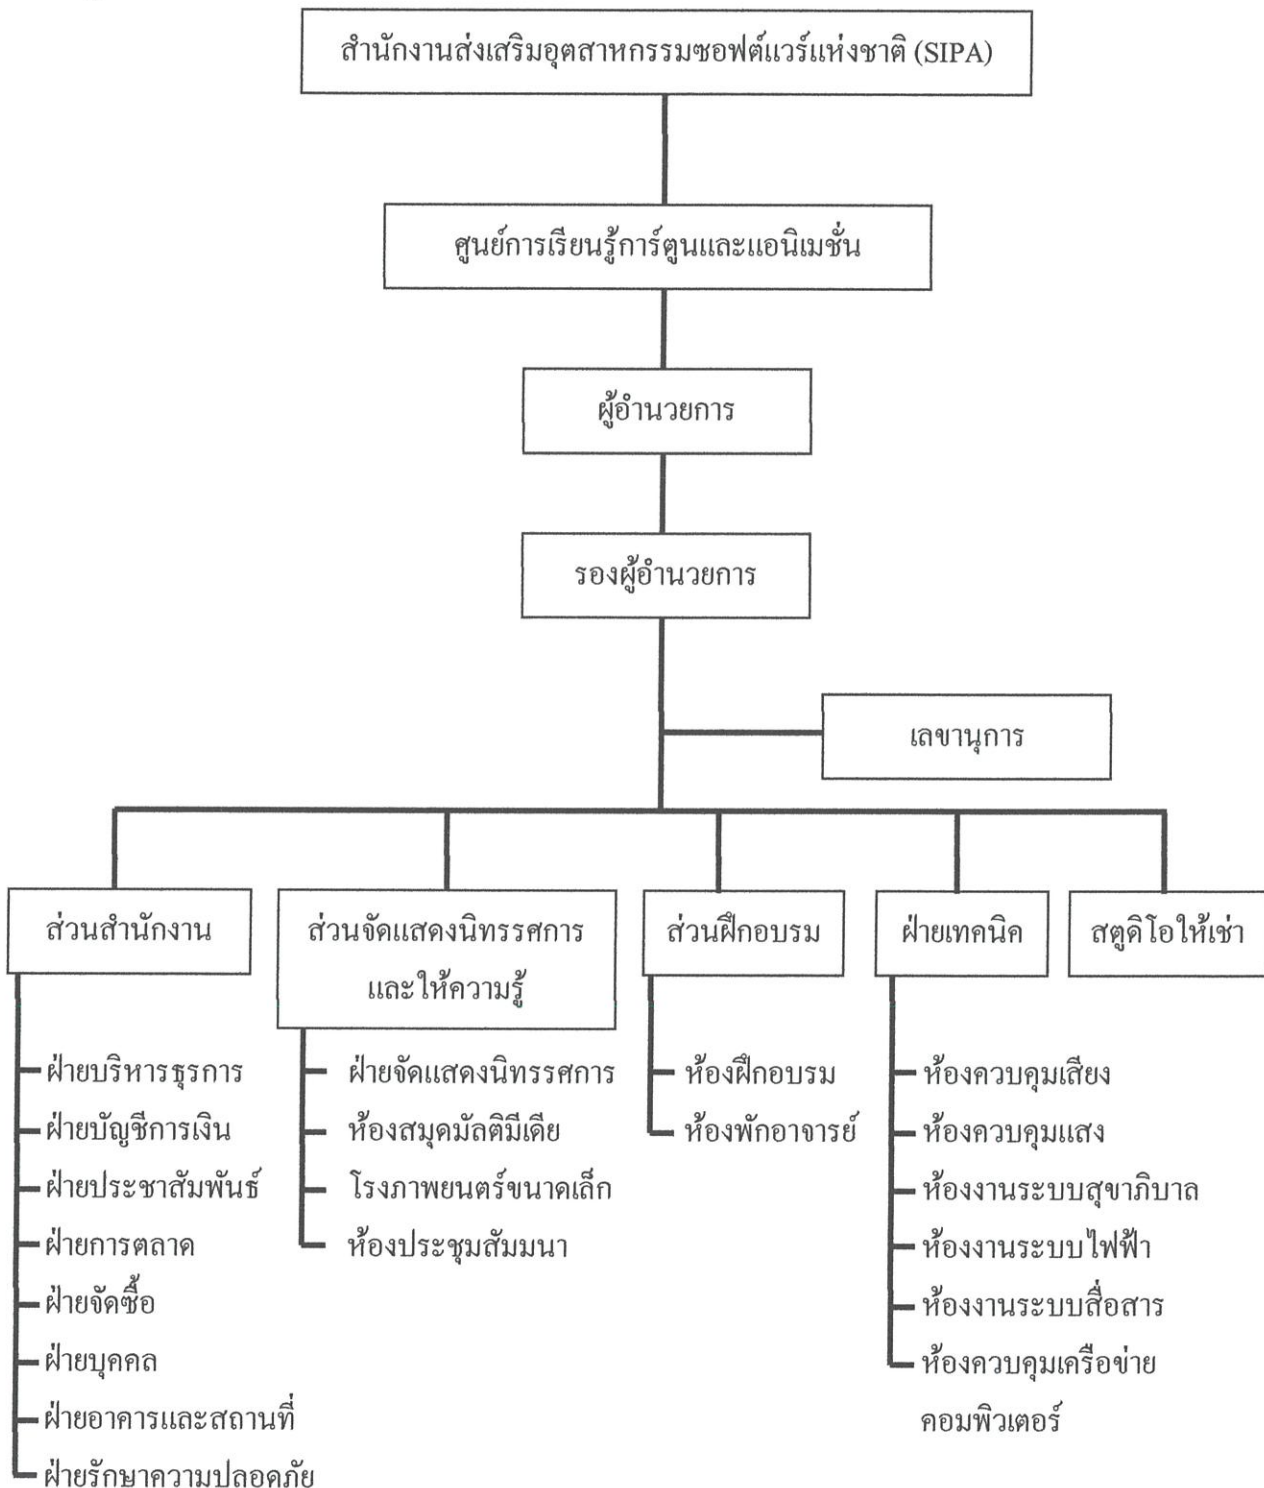 สำนักงานส่งเสริมอุตสาหกรรมซอฟต์แวร์แห่งชาติ (SIPA)
ศูนย์การเรียนรู้การ์ตูนและแอนิเมชั่น
ผู้อำนวยการ
รองผู้อำนวยการ
เลขานุการ
ส่วนสำนักงาน
ฝ่ายบริหารธุรการ
ฝ่ายบัญชีการเงิน
ฝ่ายประชาสัมพันธ์
ฝ่ายการตลาด
ฝ่ายจัดซื้อ
ฝ่ายบุคคล
ฝ่ายอาคารและสถานที่
ฝ่ายรักษาความปลอดภัย
ส่วนจัดแสดงนิทรรศการ
และให้ความรู้
ฝ่ายจัดแสดงนิทรรศการ
ห้องสมุดมัลติมีเดีย
โรงภาพยนตร์ขนาดเล็ก
ห้องประชุมสัมมนา
ส่วนฝึกอบรม
ห้องฝึกอบรม
ห้องพักอาจารย์
ฝ่ายเทคนิค
ห้องควบคุมเสียง
ห้องควบคุมแสง
ห้องงานระบบสุขาภิบาล
ห้องงานระบบไฟฟ้า
ห้องงานระบบสื่อสาร
ห้องควบคุมเครือข่าย
คอมพิวเตอร์
สตูดิโอให้เช่า